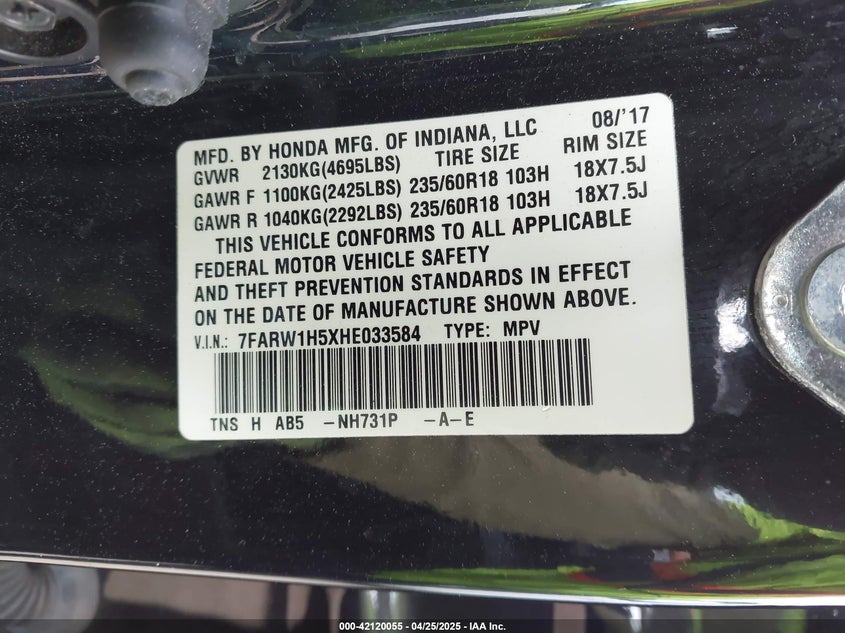 MFD. BY HONDA MFG. OF INDIANA, LLC 08/'17
GVWR 2130KG(4695LBS) TIRE SIZE RIM SIZE
GAWR F 1100KG(2425LBS) 235/60R18 103H 18X7.5J
GAWR R 1040KG(2292LBS) 235/60R18 103H 18X7.5J
THIS VEHICLE CONFORMS TO ALL APPLICABLE
FEDERAL MOTOR VEHICLE SAFETY
AND THEFT PREVENTION STANDARDS IN EFFECT
ON THE DATE OF MANUFACTURE SHOWN ABOVE.
V.I.N.: 7FARW1H5XHE033584 TYPE: MPV
TNS H AB5 -NH731P -A-E
000-42120055 - 04/25/2025 - IAA Inc.